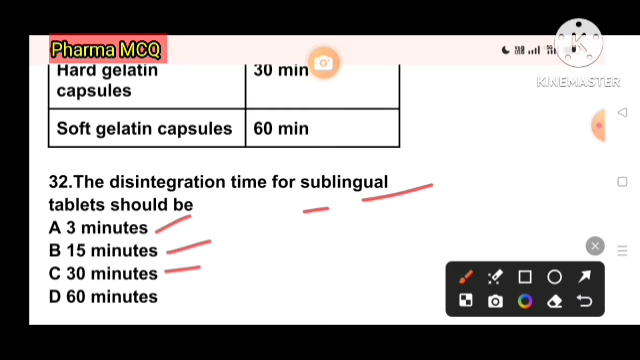 Pharma MCQ
KINEMASTER
Hard gelatin 30 min
capsules
Soft gelatin capsules 60 min
32.The disintegration time for sublingual
tablets should be
A 3 minutes
B 15 minutes
C 30 minutes
D 60 minutes